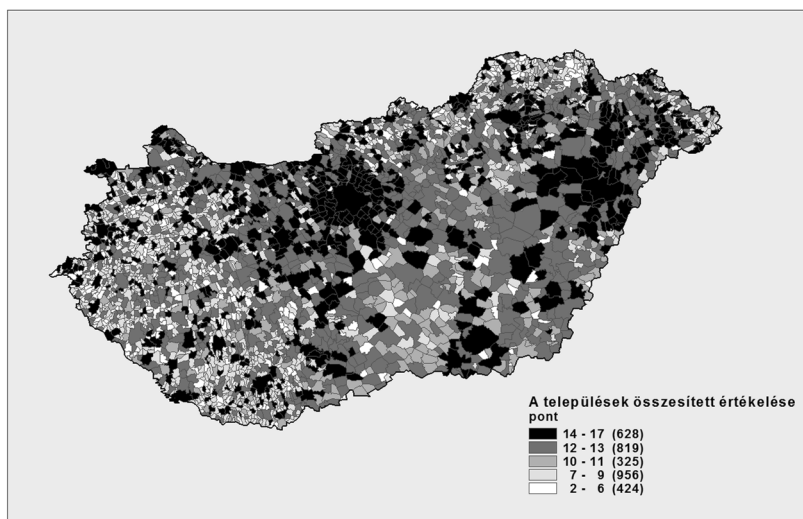 A települések összesített értékelése
pont
14 - 17 (628)
12 - 13 (819)
10 - 11 (325)
7 - 9 (956)
2 - 6 (424)